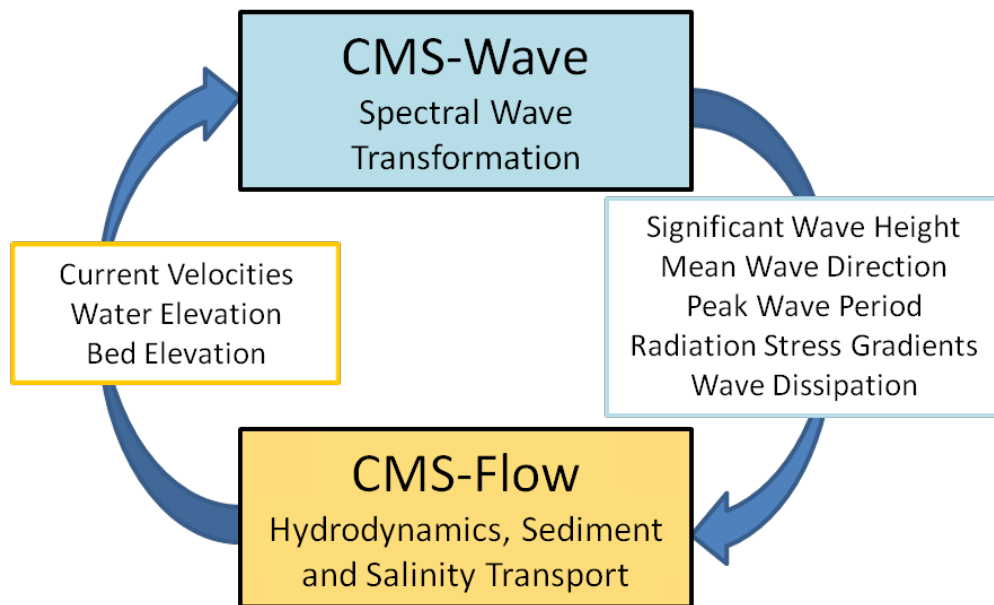 CMS-Wave
Spectral Wave
Transformation
Significant Wave Height
Mean Wave Direction
Peak Wave Period
Radiation Stress Gradients
Wave Dissipation
Current Velocities
Water Elevation
Bed Elevation
CMS-Flow
Hydrodynamics, Sediment
and Salinity Transport